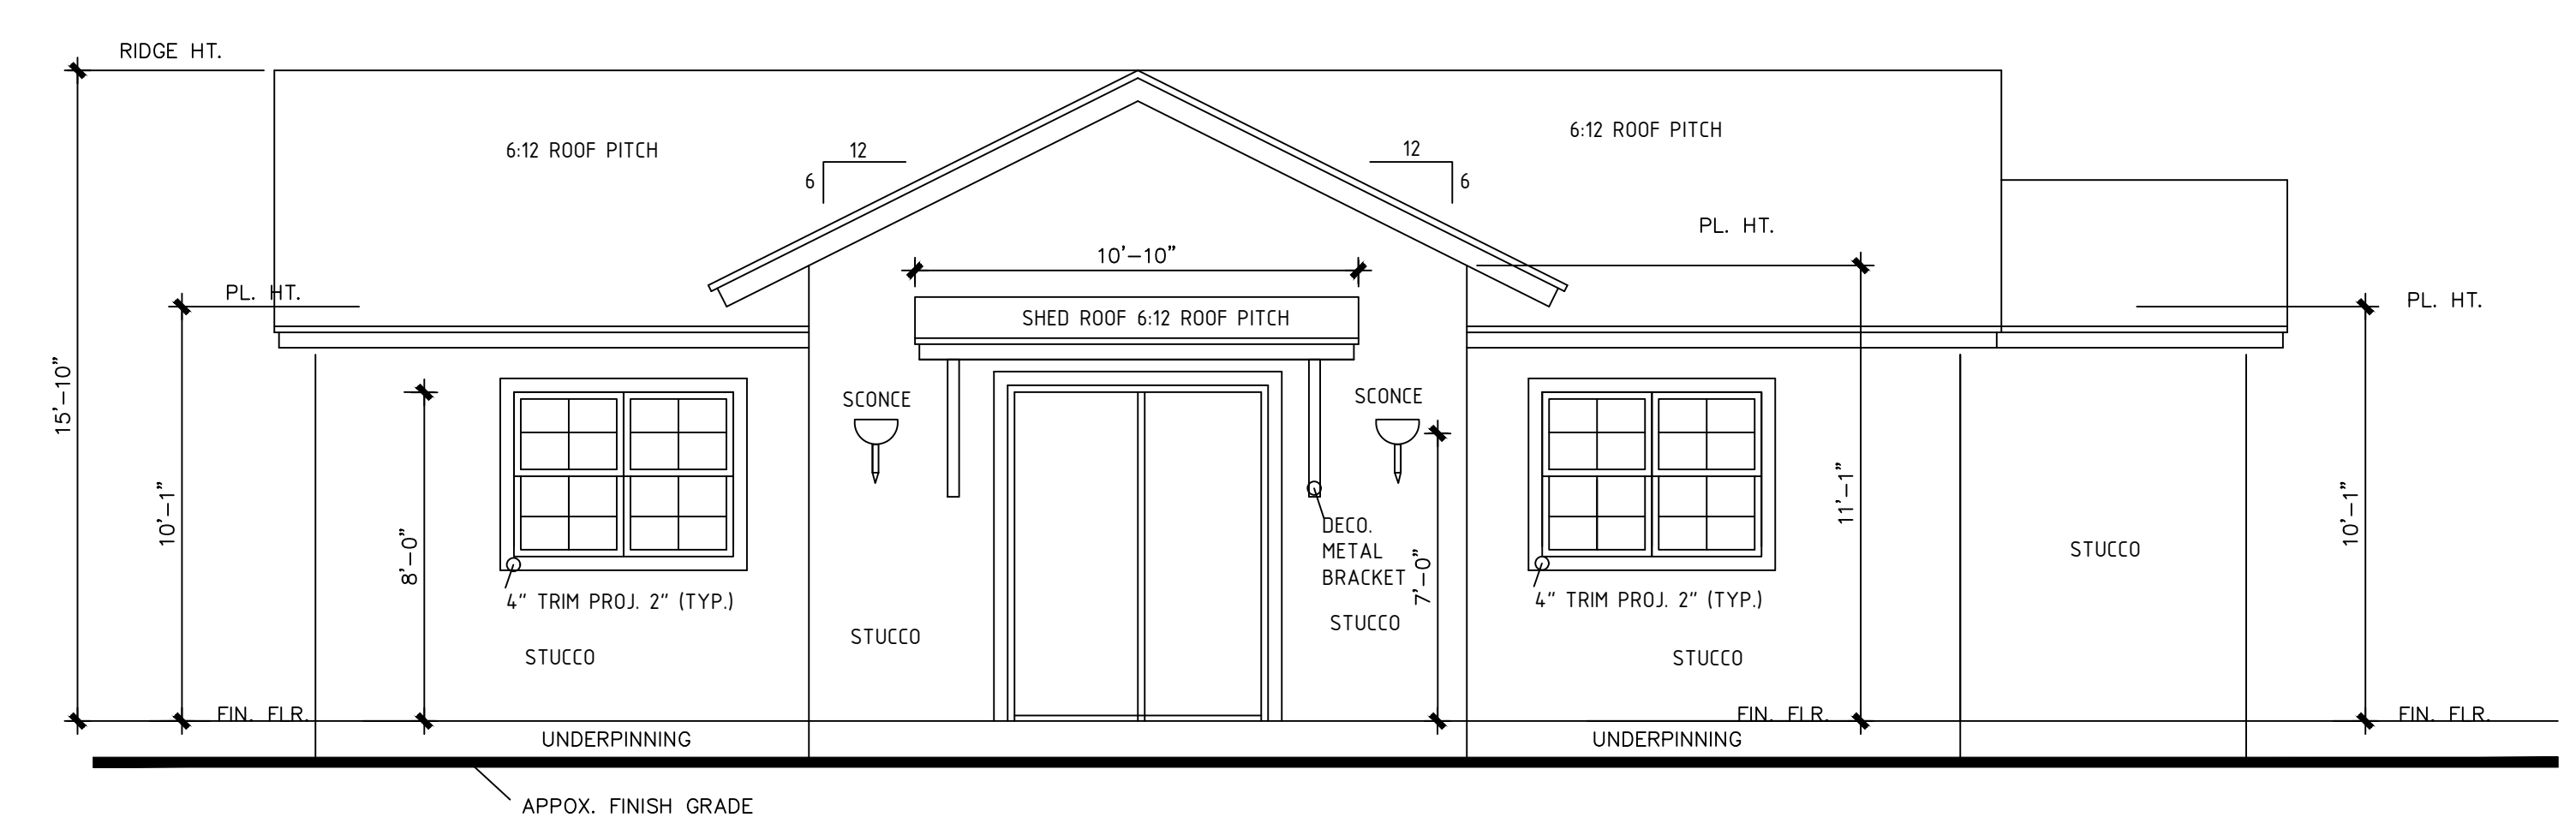 RIDGE HT.
6:12 ROOF PITCH
12
6
12
6
6:12 ROOF PITCH
PL. HT.
10'-10"
PL. HT.
PL. HT.
SHED ROOF 6:12 ROOF PITCH
15'-10"
10'-1"
8'-0"
SCONCE
SCONCE
DECO.
METAL
BRACKET
7'-0"
11'-1"
10'-1"
STUCCO
4" TRIM PROJ. 2" (TYP.)
4" TRIM PROJ. 2" (TYP.)
STUCCO
STUCCO
STUCCO
STUCCO
FIN. FLR.
FIN. FLR.
FIN. FLR.
UNDERPINNING
UNDERPINNING
APPOX. FINISH GRADE